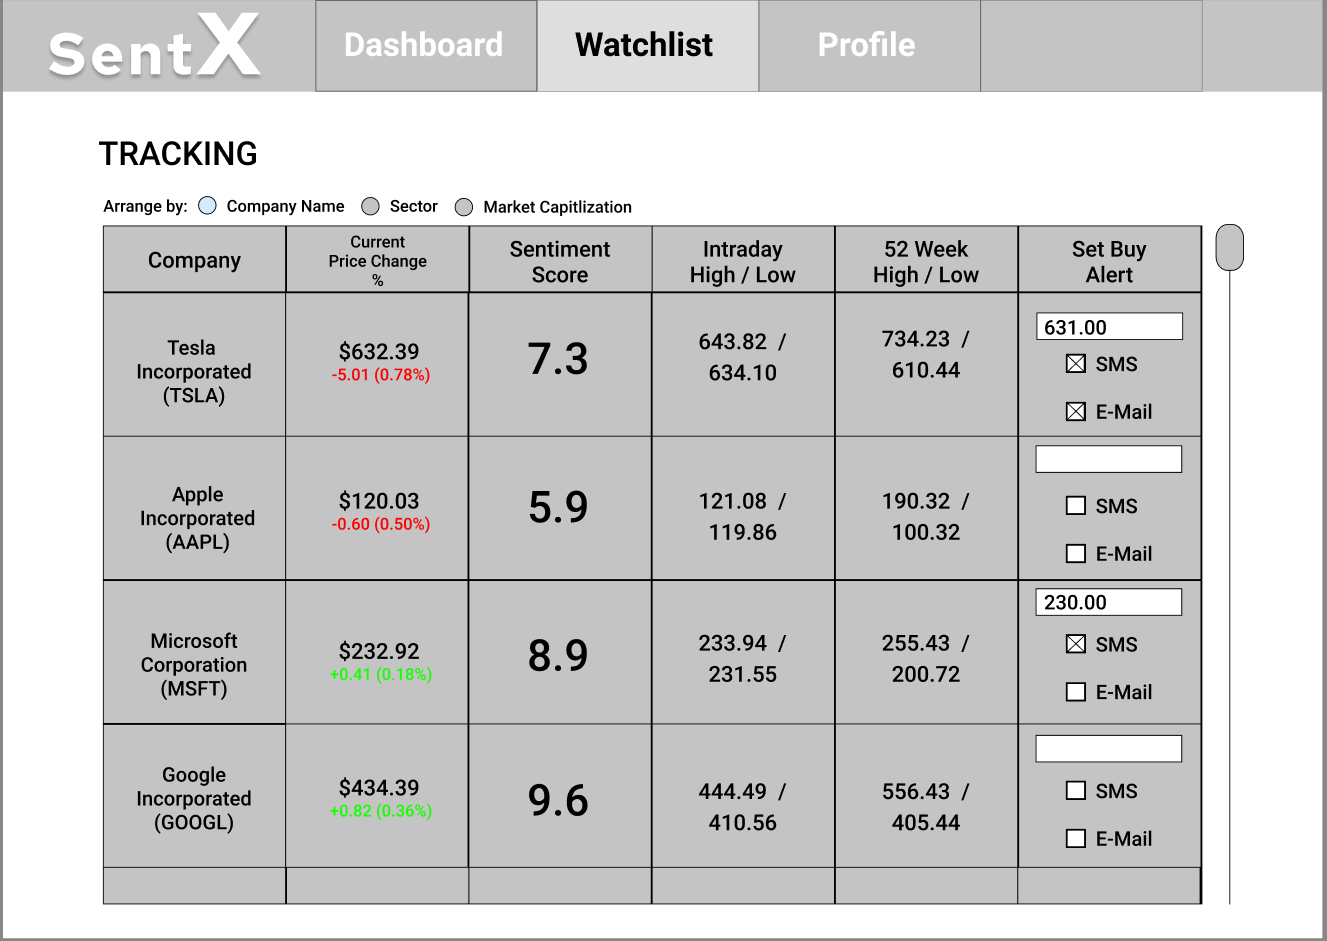 SentX
Dashboard
Watchlist
Profile
TRACKING
Arrange by: Company Name Sector Market Capitlization
Company
Current
Price Change
%
Sentiment
Score
Intraday
High / Low
52 Week
High / Low
Set Buy
Alert
Tesla
Incorporated
(TSLA)
$632.39
-5.01 (0.78%)
7.3
643.82 /
634.10
734.23 /
610.44
631.00
SMS
E-Mail
Apple
Incorporated
(AAPL)
$120.03
-0.60 (0.50%)
5.9
121.08 /
119.86
190.32 /
100.32
SMS
E-Mail
Microsoft
Corporation
(MSFT)
$232.92
+0.41 (0.18%)
8.9
233.94 /
231.55
255.43 /
200.72
230.00
SMS
E-Mail
Google
Incorporated
(GOOGL)
$434.39
+0.82 (0.36%)
9.6
444.49 /
410.56
556.43 /
405.44
SMS
E-Mail